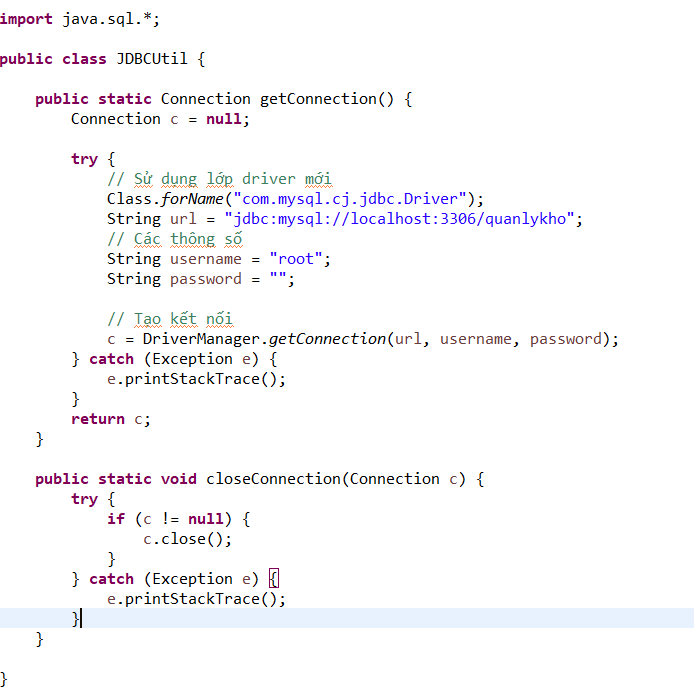 import java.sql.*;
public class JDBCUtil {
public static Connection getConnection() {
Connection c = null;
try {
// Sử dụng lớp driver mới
Class.forName("com.mysql.cj.jdbc.Driver");
String url = "jdbc:mysql://localhost:3306/quanlykho";
// Các thông số
String username = "root";
String password = "";
// Tạo kết nối
c = DriverManager.getConnection(url, username, password);
} catch (Exception e) {
e.printStackTrace();
}
return c;
}
public static void closeConnection(Connection c) {
try {
if (c != null) {
c.close();
}
} catch (Exception e) {
e.printStackTrace();
}
}
}